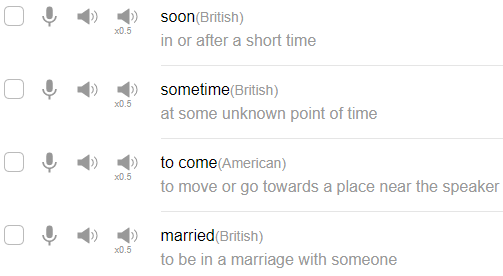 soon(British)
x0.5
in or after a short time
sometime(British)
x0.5
at some unknown point of time
to come(American)
x0.5
to move or go towards a place near the speaker
married(British)
x0.5
to be in a marriage with someone